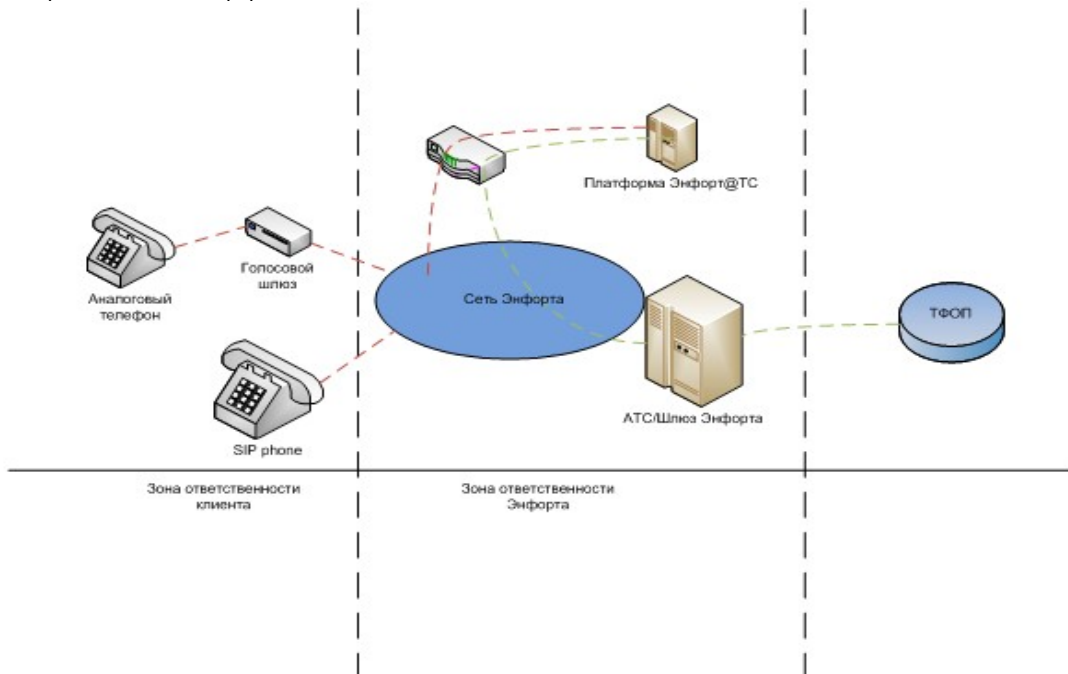 Платформа Энфорт@ТС
Голосовой
шлюз
Аналоговый
телефон
Сеть Энфорта
ТФОП
АТС/Шлюз Энфорта
SIP phone
Зона ответственности
клиента
Зона ответственности
Энфорта